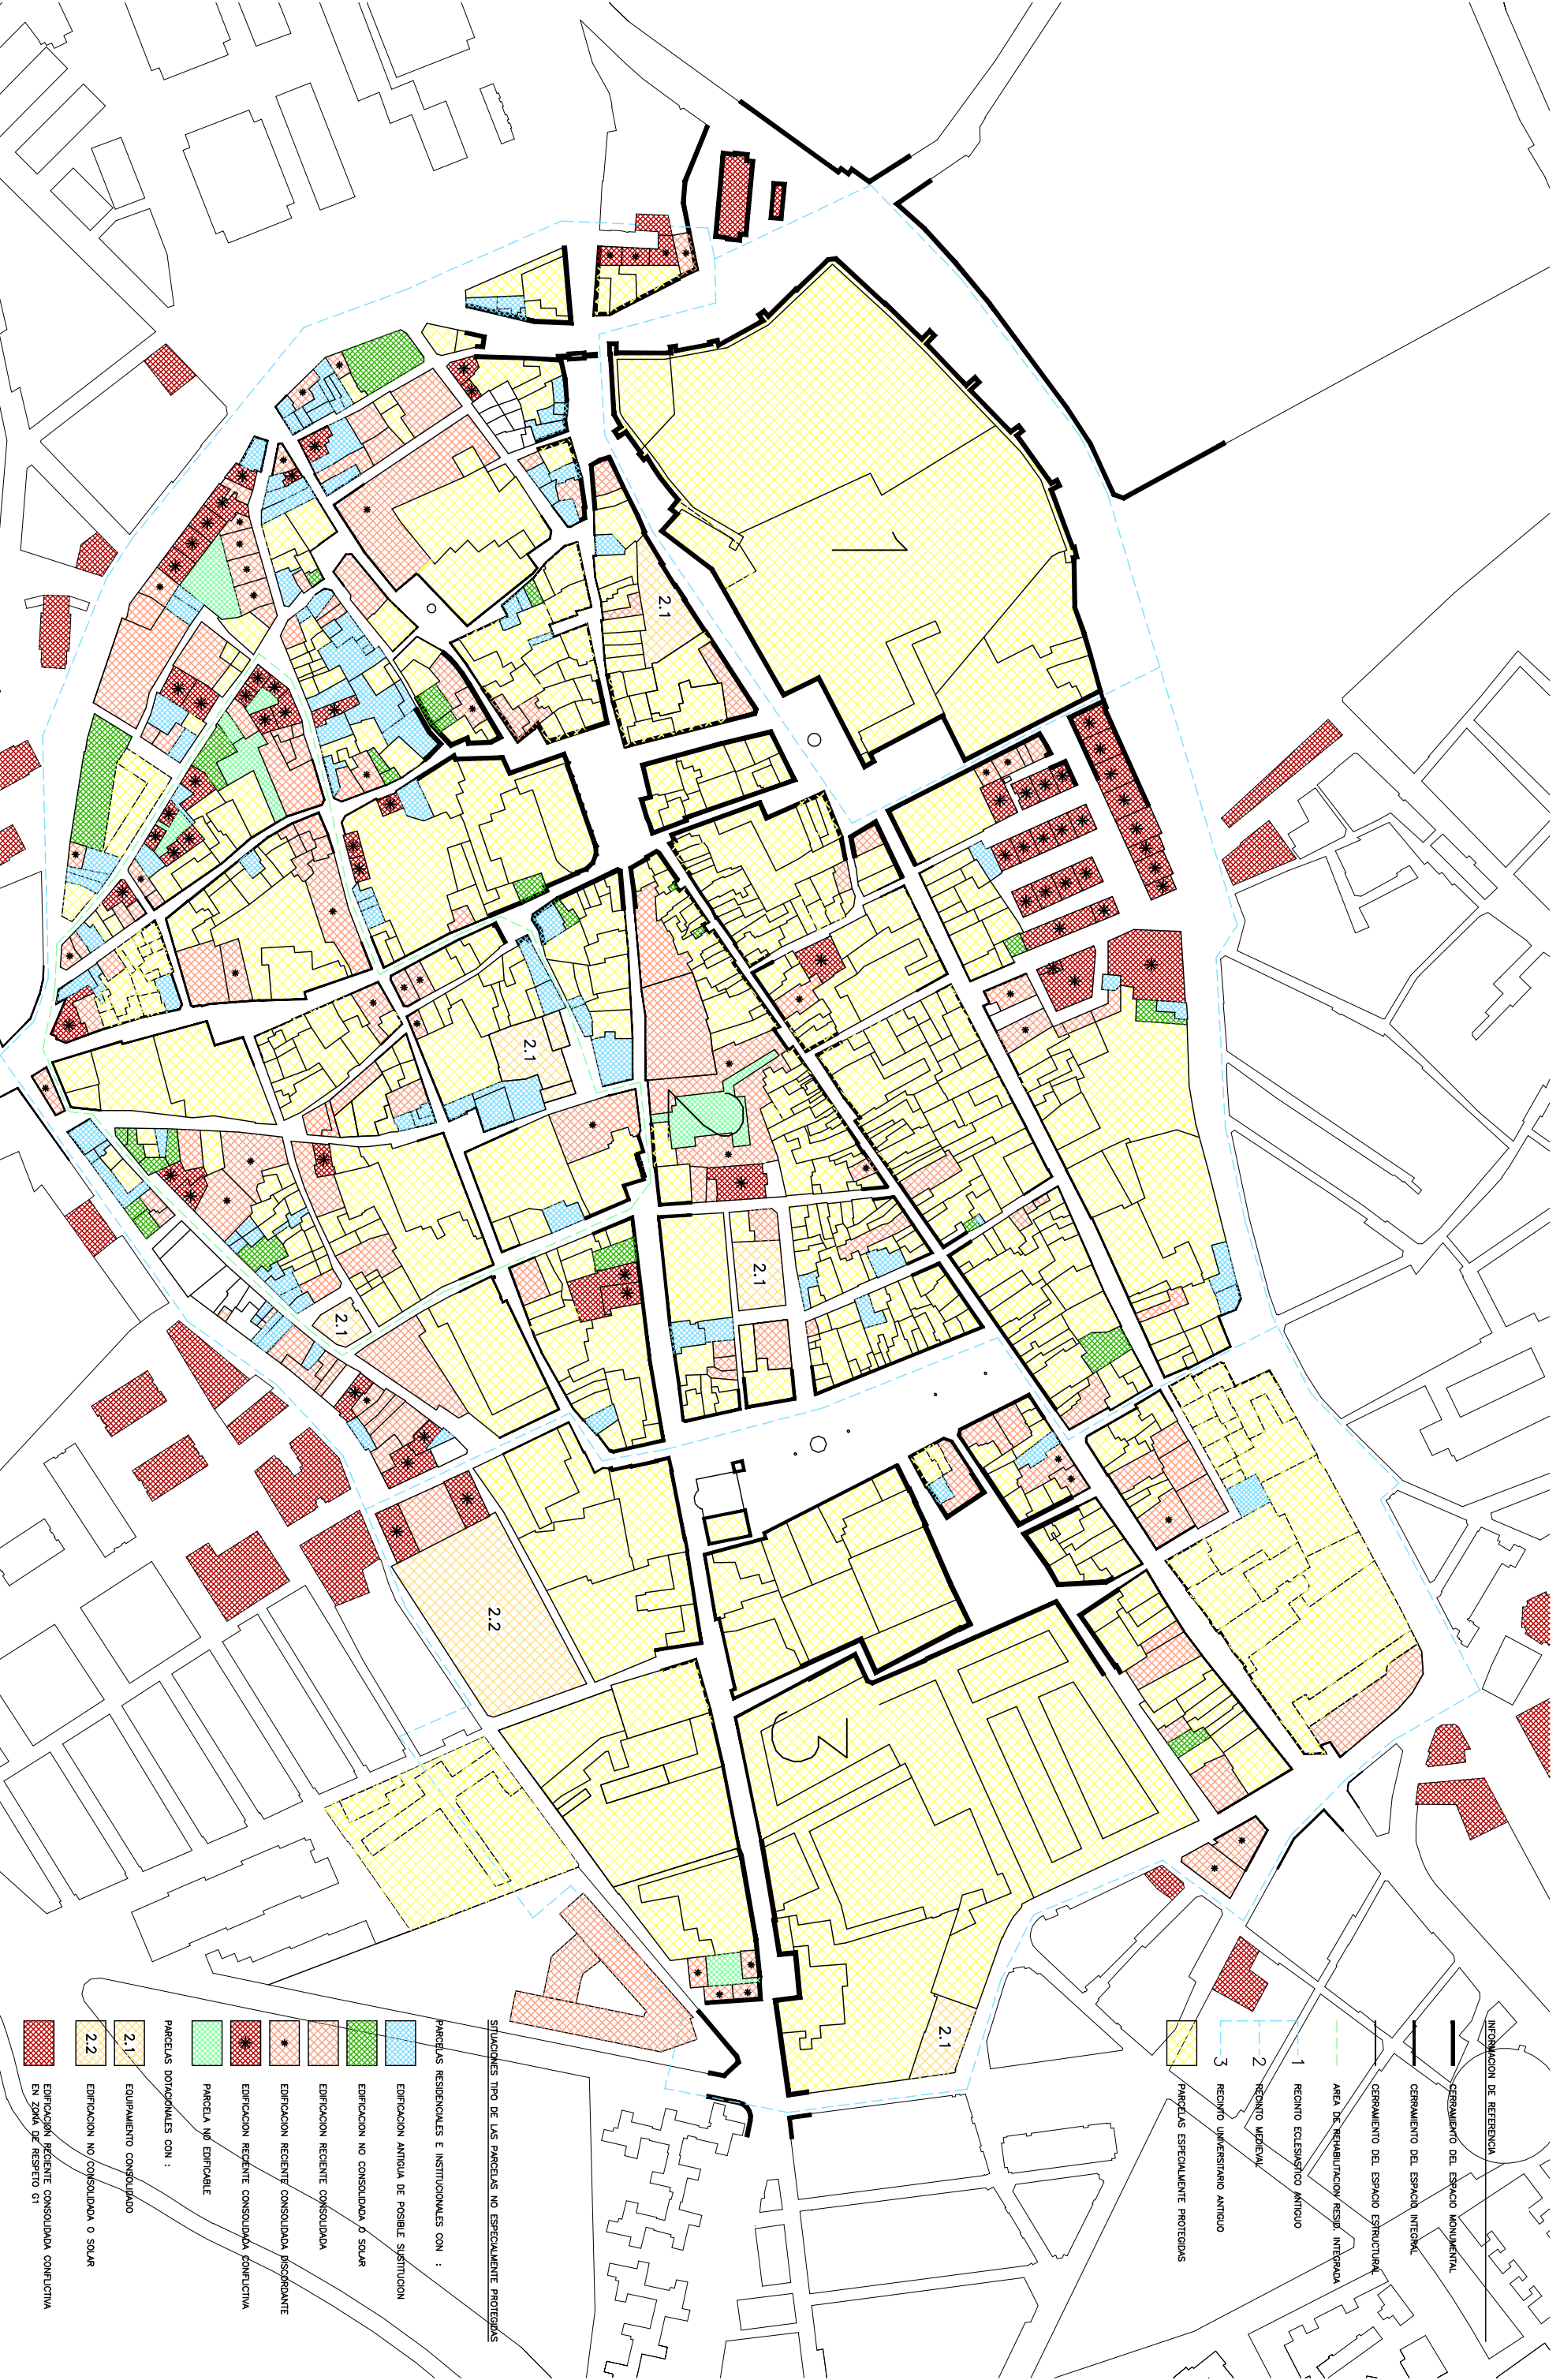 1
2.1
2.1
2
2.1
2.1
3
2.2
2.1
INFORMACION DE REFERENCIA
CERRAMIENTO DEL ESPACIO MONUMENTAL
CERRAMIENTO DEL ESPACIO INTEGRAL
CERRAMIENTO DEL ESPACIO ESTRUCTURAL
AREA DE REHABILITACION RESID. INTEGRADA
1 RECINTO ECLESIASTICO ANTIGUO
2 RECINTO MEDIEVAL
3 RECINTO UNIVERSITARIO ANTIGUO
PARCELAS ESPECIALMENTE PROTEGIDAS
SITUACIONES TIPO DE LAS PARCELAS NO ESPECIALMENTE PROTEGIDAS
PARCELAS RESIDENCIALES E INSTITUCIONALES CON :
EDIFICACION ANTIGUA DE POSIBLE SUSTITUCION
EDIFICACION NO CONSOLIDADA O SOLAR
EDIFICACION RECIENTE CONSOLIDADA
EDIFICACION RECIENTE CONSOLIDADA DISCORDANTE
EDIFICACION RECIENTE CONSOLIDADA CONFLICTIVA
PARCELA NO EDIFICABLE
PARCELAS DOTACIONALES CON :
2.1 EQUIPAMIENTO CONSOLIDADO
2.2 EDIFICACION NO CONSOLIDADA O SOLAR
EDIFICACION RECIENTE CONSOLIDADA CONFLICTIVA
EN ZONA DE RESPETO G1